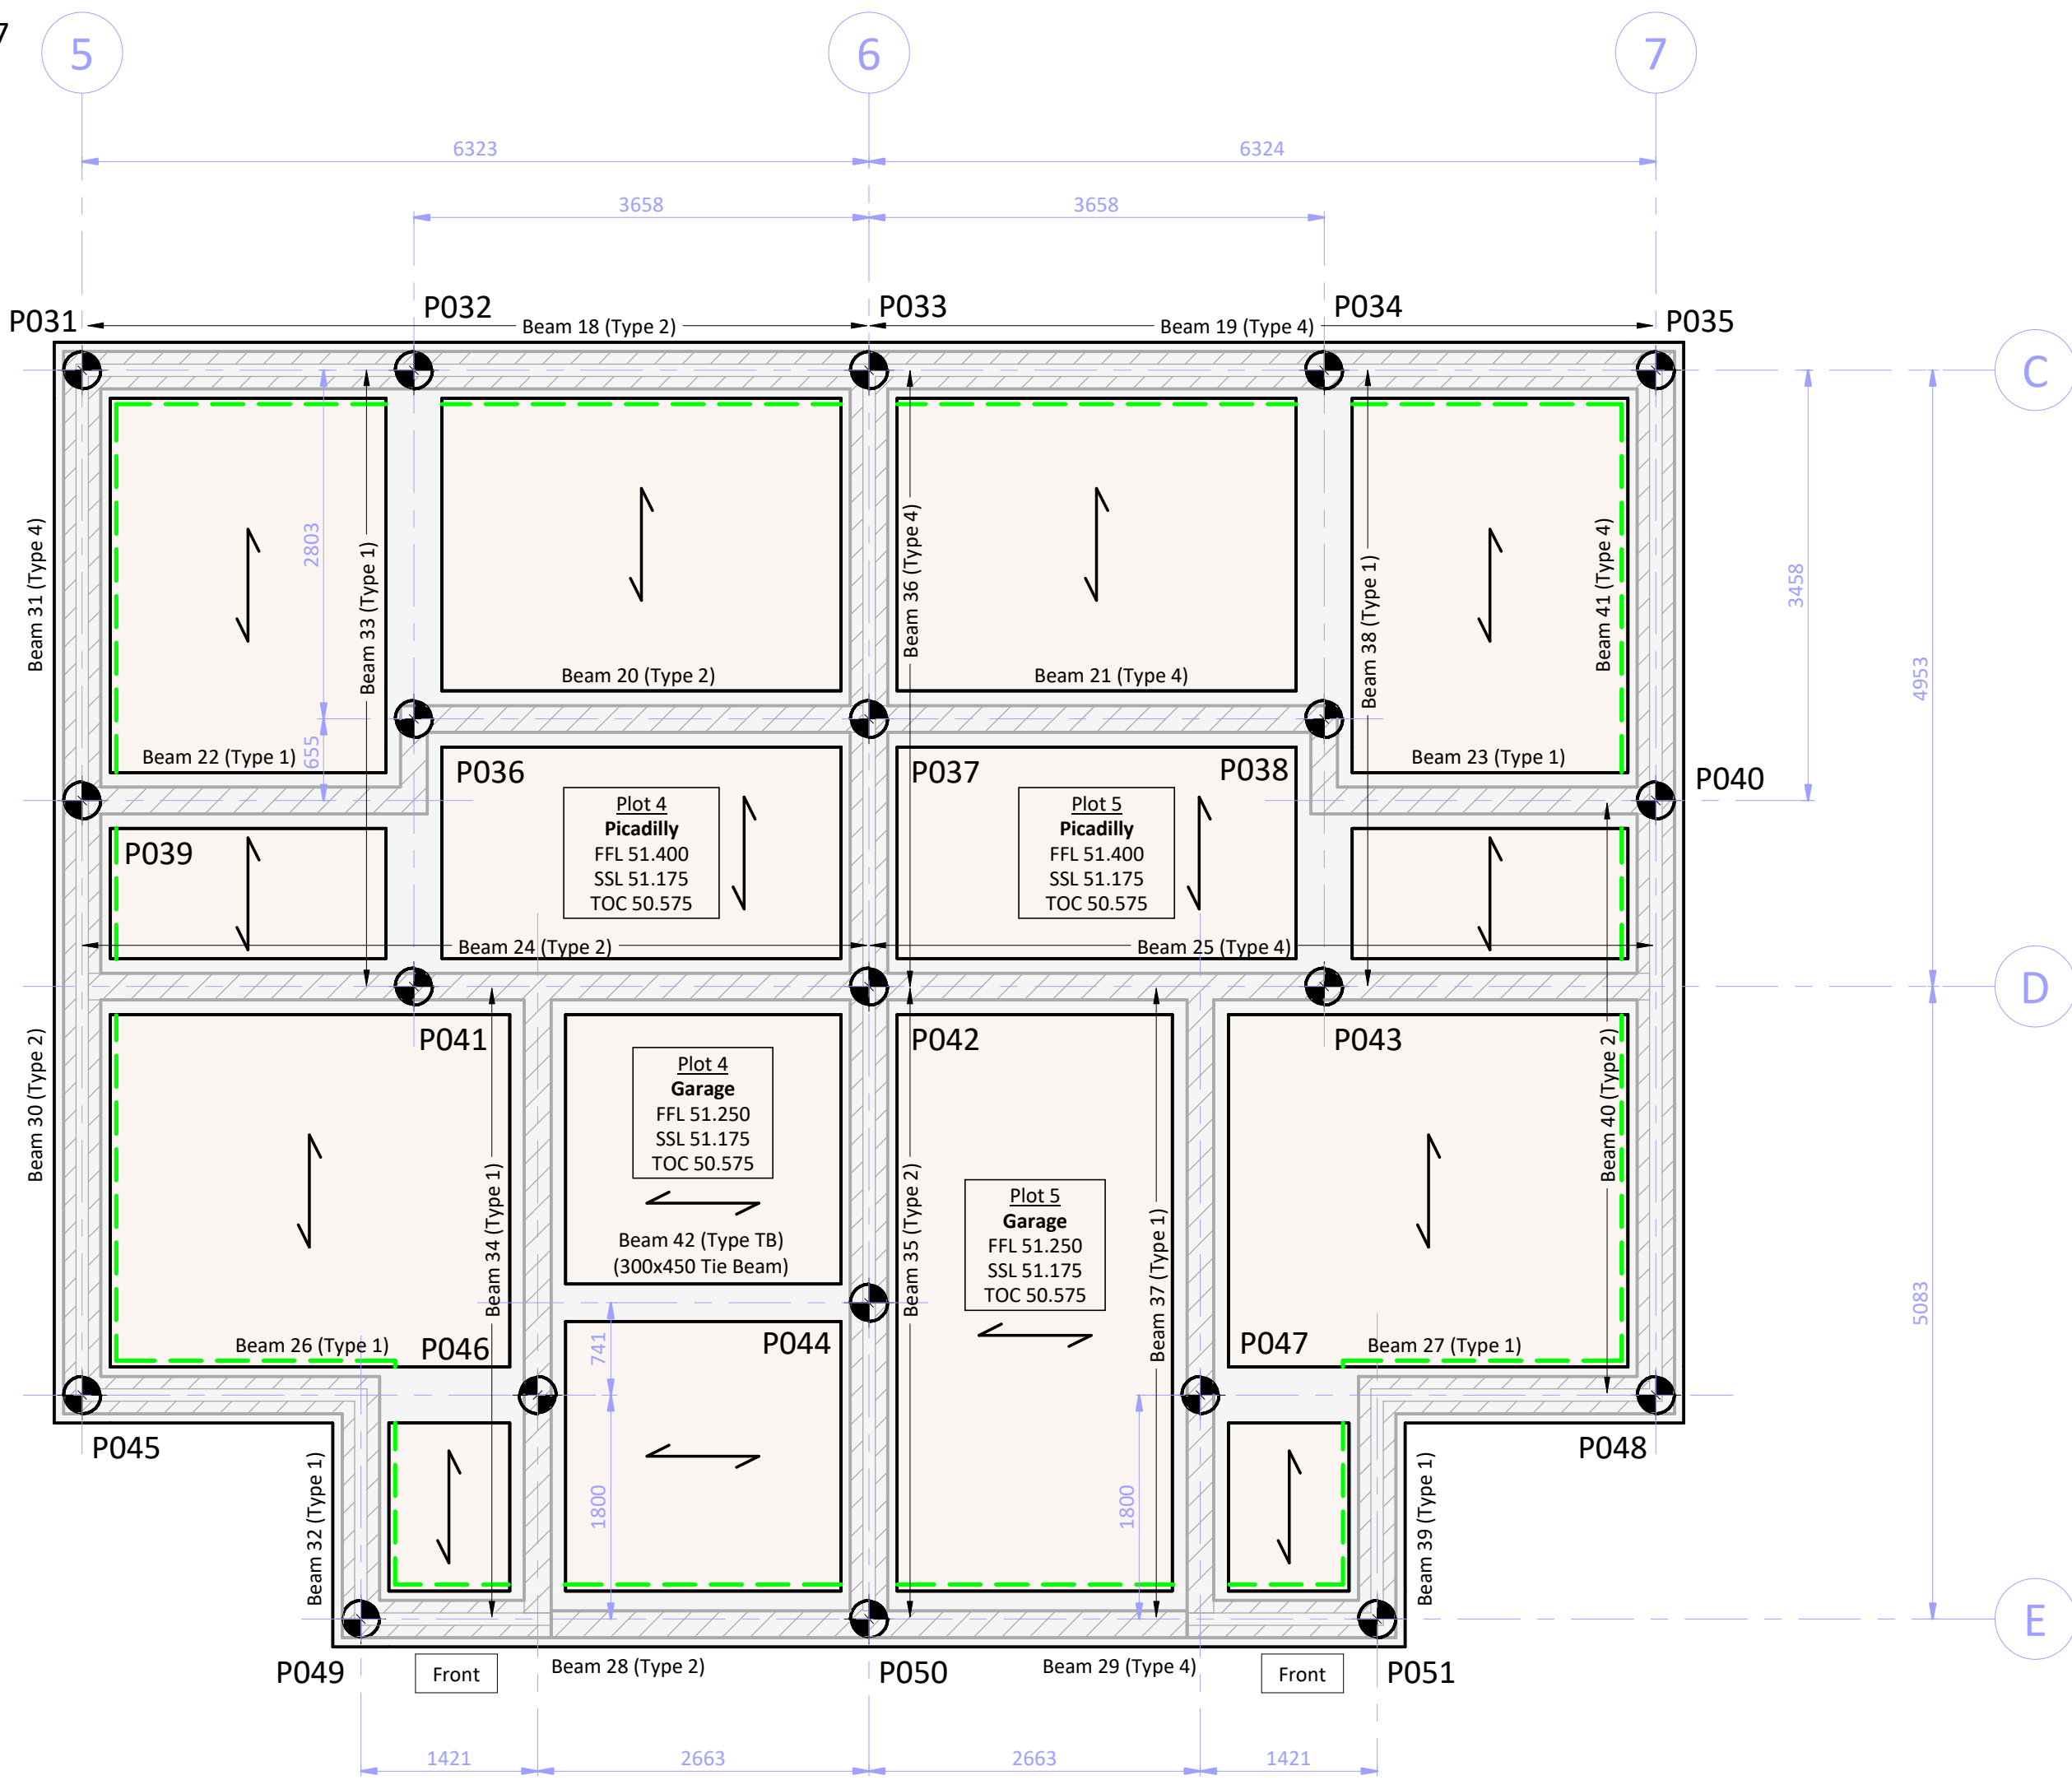 7
5
6
7
6323
6324
3658
3658
P031
P032
P033
P034
P035
Beam 18 (Type 2)
Beam 19 (Type 4)
C
Beam 31 (Type 4)
2803
Beam 33 (Type 1)
Beam 36 (Type 4)
Beam 38 (Type 1)
Beam 41 (Type 4)
3458
4953
Beam 20 (Type 2)
Beam 21 (Type 4)
Beam 22 (Type 1)
655
Beam 23 (Type 1)
P036
P037
P038
P040
P039
Plot 4
Picadilly
FFL 51.400
SSL 51.175
TOC 50.575
Plot 5
Picadilly
FFL 51.400
SSL 51.175
TOC 50.575
Beam 24 (Type 2)
Beam 25 (Type 4)
D
P041
P042
P043
Beam 30 (Type 2)
Plot 4
Garage
FFL 51.250
SSL 51.175
TOC 50.575
Beam 34 (Type 1)
Beam 42 (Type TB)
(300x450 Tie Beam)
Beam 35 (Type 2)
Plot 5
Garage
FFL 51.250
SSL 51.175
TOC 50.575
Beam 37 (Type 1)
Beam 40 (Type 2)
5083
Beam 26 (Type 1)
P046
741
P044
P047
Beam 27 (Type 1)
P045
P048
Beam 32 (Type 1)
1800
1800
Beam 39 (Type 1)
E
P049
Front
Beam 28 (Type 2)
P050
Beam 29 (Type 4)
Front
P051
1421
2663
2663
1421